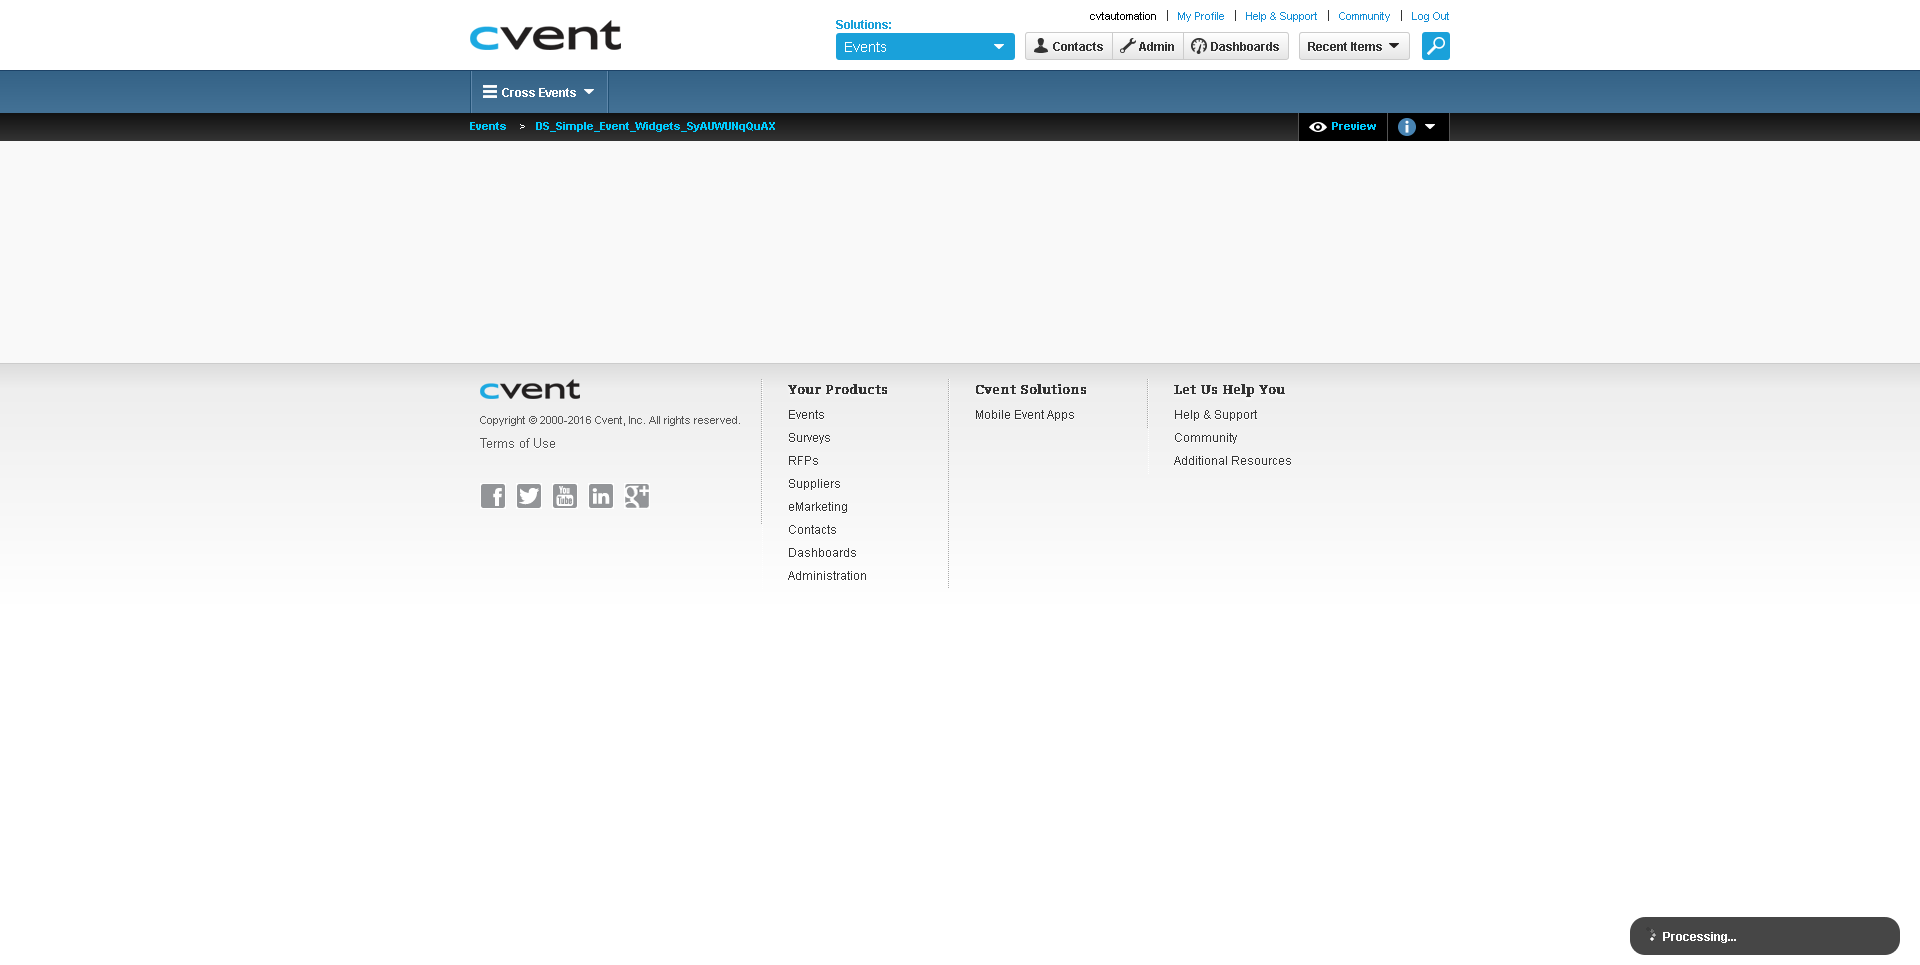 cvent
Solutions:
Events
cvtautomation | My Profile | Help & Support | Community | Log Out
Contacts
Admin
Dashboards
Recent Items
Cross Events
Events > DS_Simple_Event_Widgets_SyAUWUNqQuAX
Preview
i
cvent
Copyright © 2000-2016 Cvent, Inc. All rights reserved.
Terms of Use
f
You
Tube
in
g+
Your Products
Events
Surveys
RFPs
Suppliers
eMarketing
Contacts
Dashboards
Administration
Cvent Solutions
Mobile Event Apps
Let Us Help You
Help & Support
Community
Additional Resources
Processing...